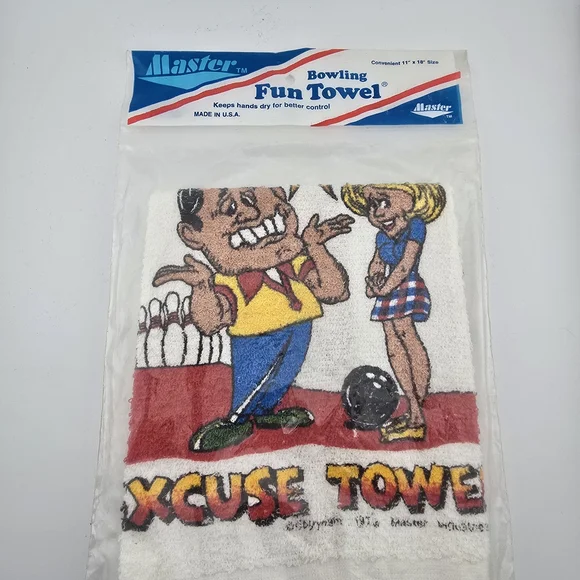 Master TM
Convenient 11" x 18" Size
Bowling
Fun Towel®
Keeps hands dry for better control
MADE IN U.S.A.
Master TM
XCUSE TOWE
1976 Master